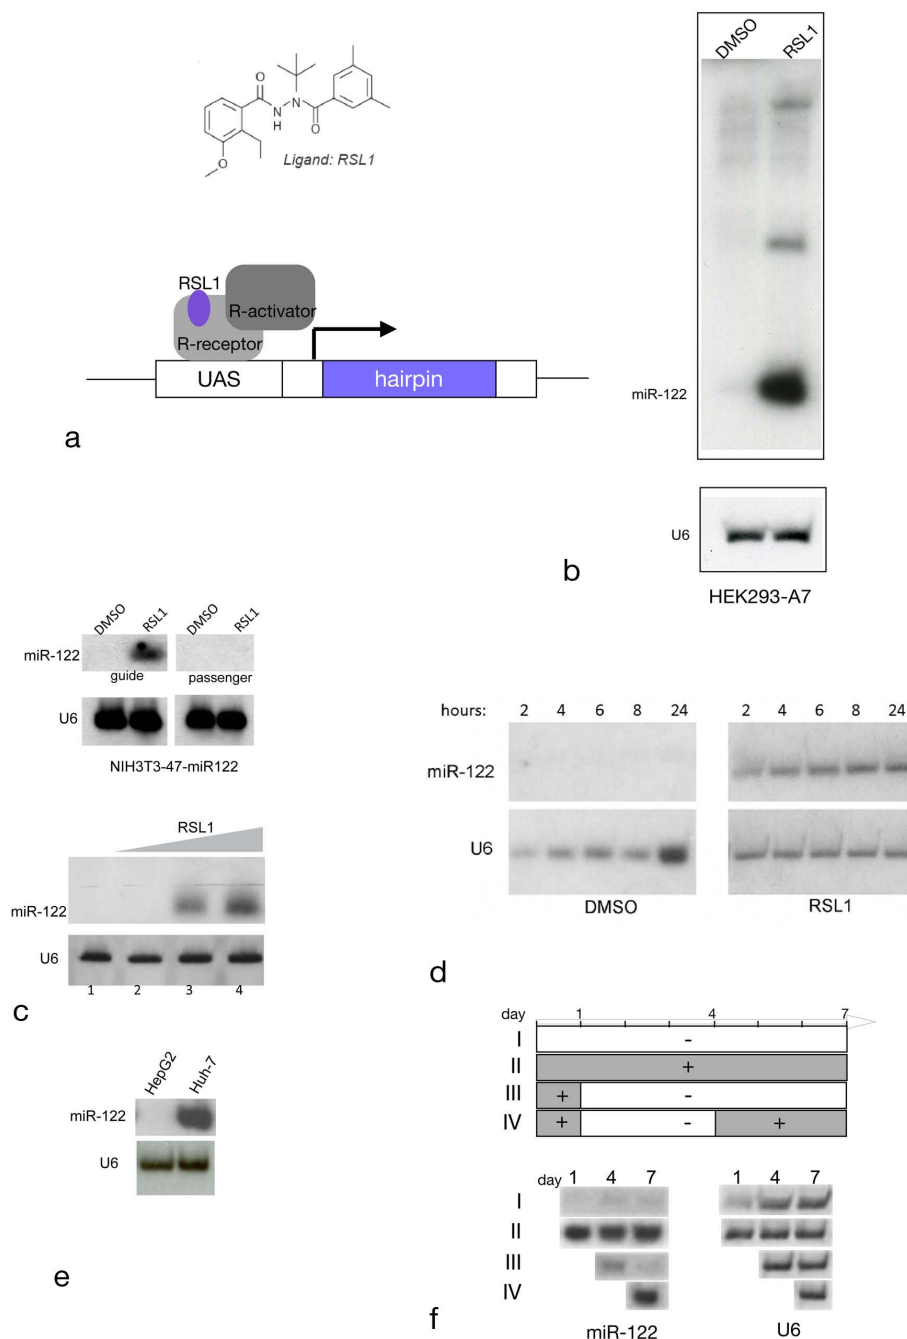 O
N
H
N
O
O
Ligand: RSL1
RSL1
R-activator
R-receptor
UAS
hairpin
a
DMSO
RSL1
miR-122
U6
HEK293-A7
b
DMSO
RSL1
DMSO
RSL1
miR-122
guide
passenger
U6
NIH3T3-47-miR122
RSL1
miR-122
U6
1 2 3 4
c
hours: 2 4 6 8 24 2 4 6 8 24
miR-122
U6
DMSO RSL1
d
HepG2
Huh-7
miR-122
U6
e
day 1 4 7
I -
II +
III + -
IV + - +
day 1 4 7 1 4 7
I
II
III
IV
miR-122 U6
f